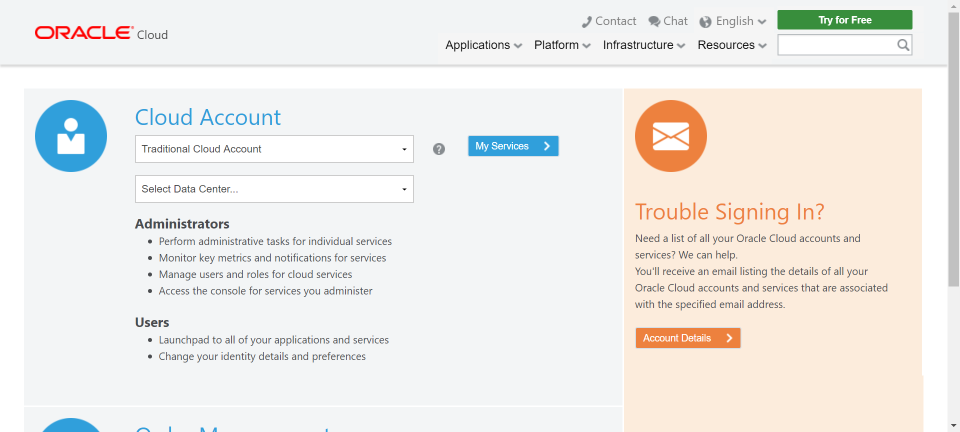 ORACLE Cloud
Contact
Chat
English
Try for Free
Applications
Platform
Infrastructure
Resources
Cloud Account
Traditional Cloud Account
?
My Services
Select Data Center...
Administrators
Perform administrative tasks for individual services
Monitor key metrics and notifications for services
Manage users and roles for cloud services
Access the console for services you administer
Users
Launchpad to all of your applications and services
Change your identity details and preferences
Trouble Signing In?
Need a list of all your Oracle Cloud accounts and
services? We can help.
You'll receive an email listing the details of all your
Oracle Cloud accounts and services that are associated
with the specified email address.
Account Details